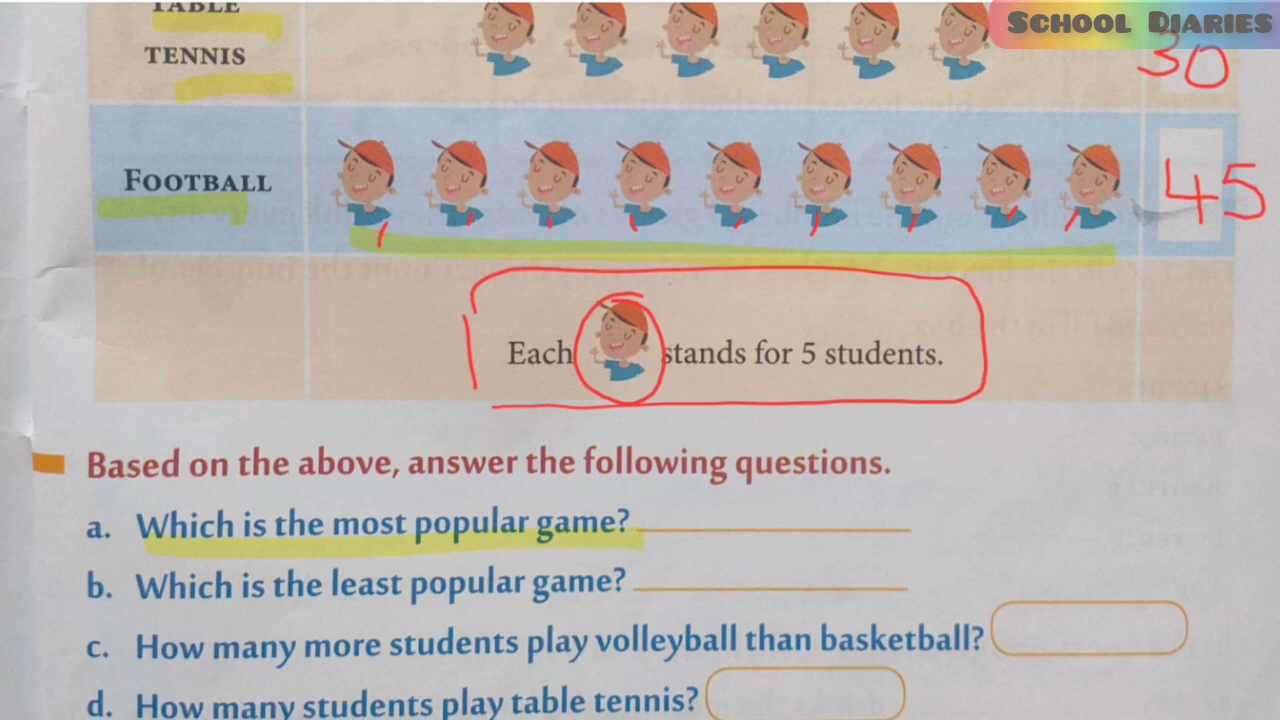 School Diaries
TABLE
TENNIS
30
FOOTBALL
45
Each stands for 5 students.
Based on the above, answer the following questions.
a. Which is the most popular game?
b. Which is the least popular game?
c. How many more students play volleyball than basketball?
d. How many students play table tennis?